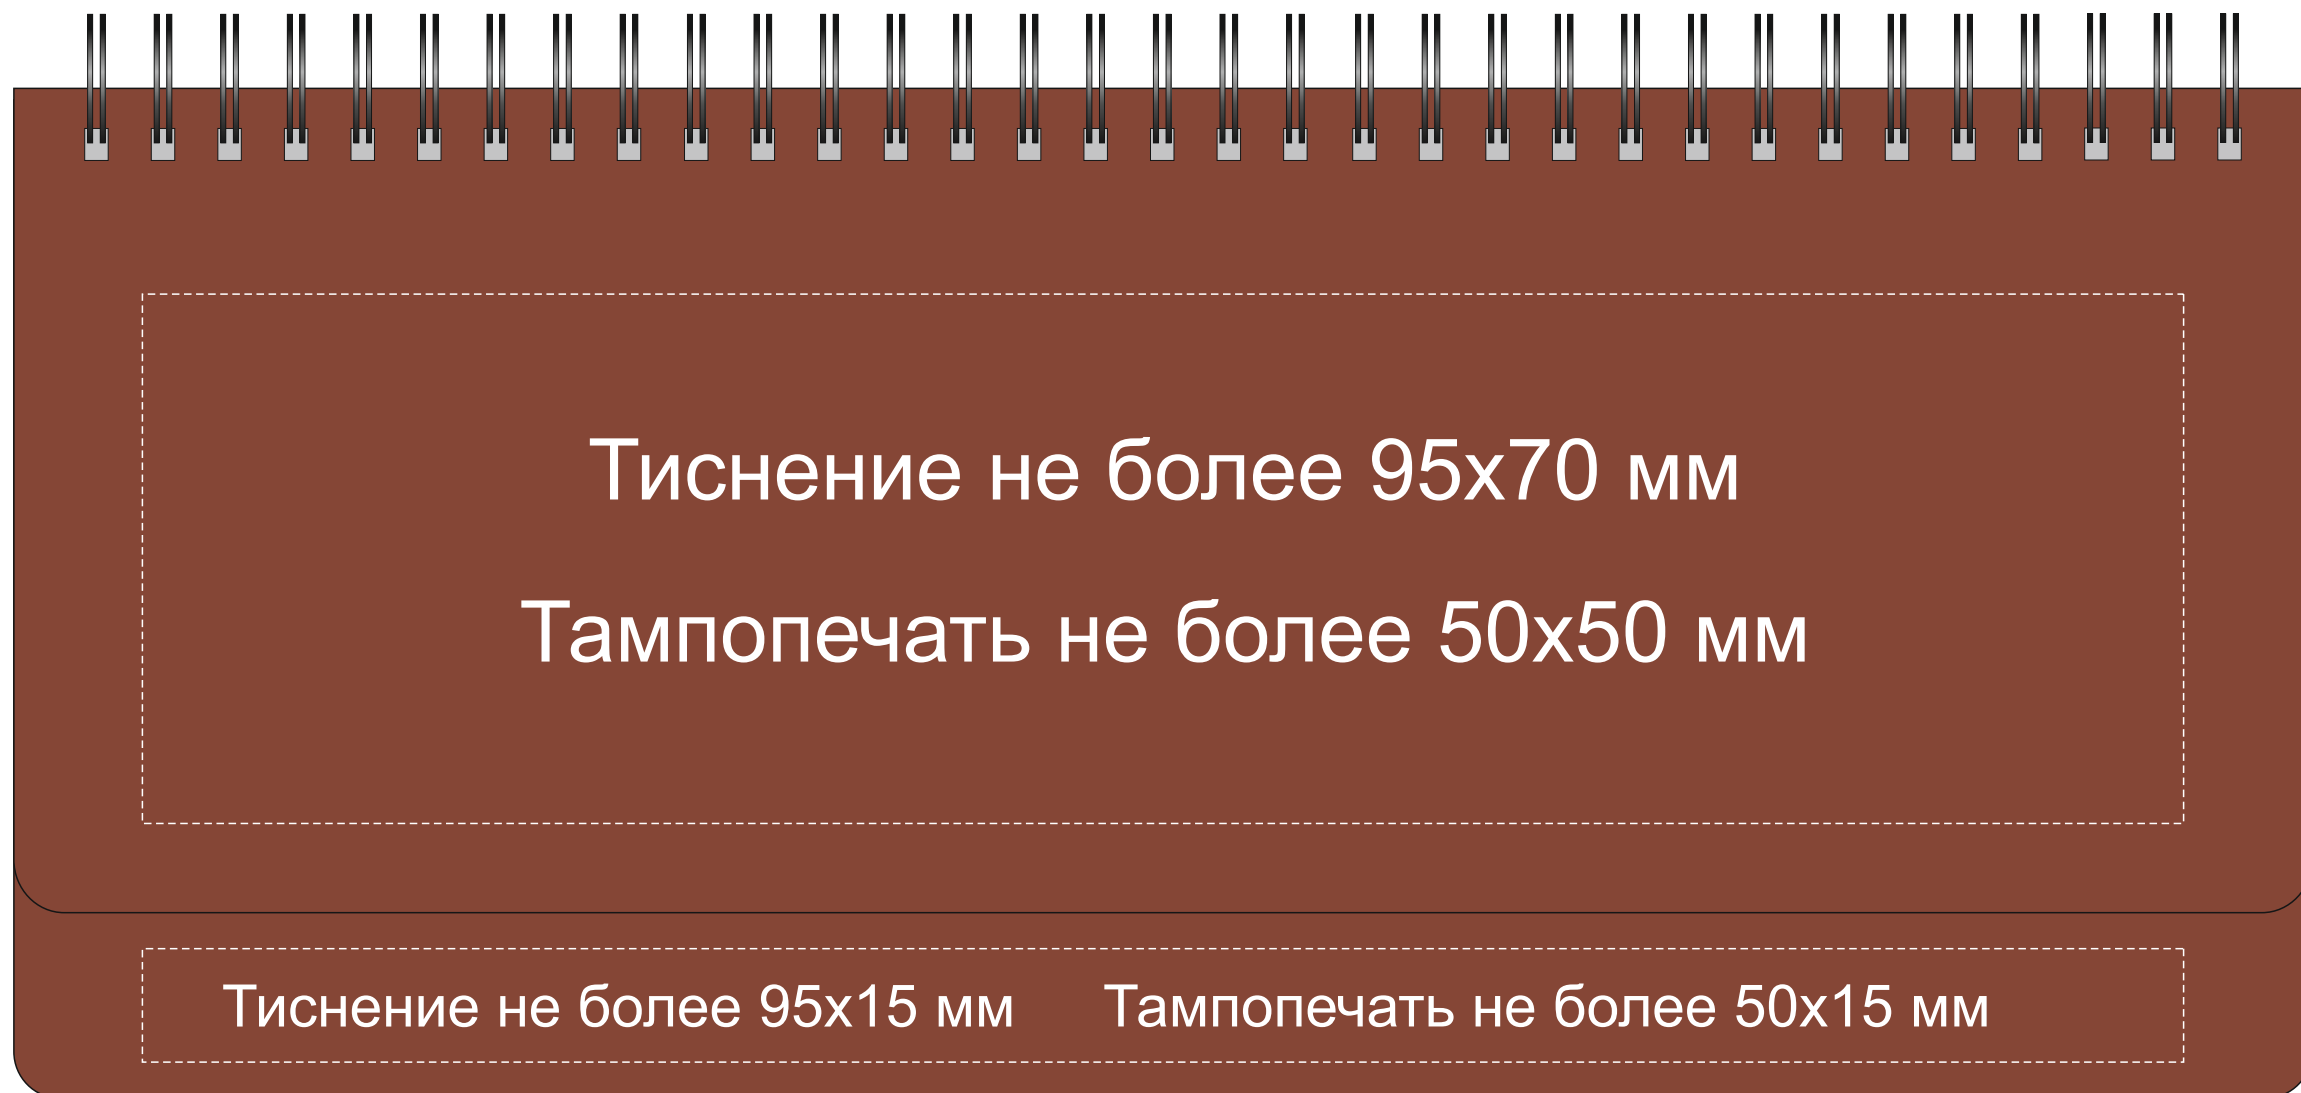 Тиснение не более 95х70 мм
Тампопечать не более 50х50 мм
Тиснение не более 95х15 мм
Тампопечать не более 50х15 мм